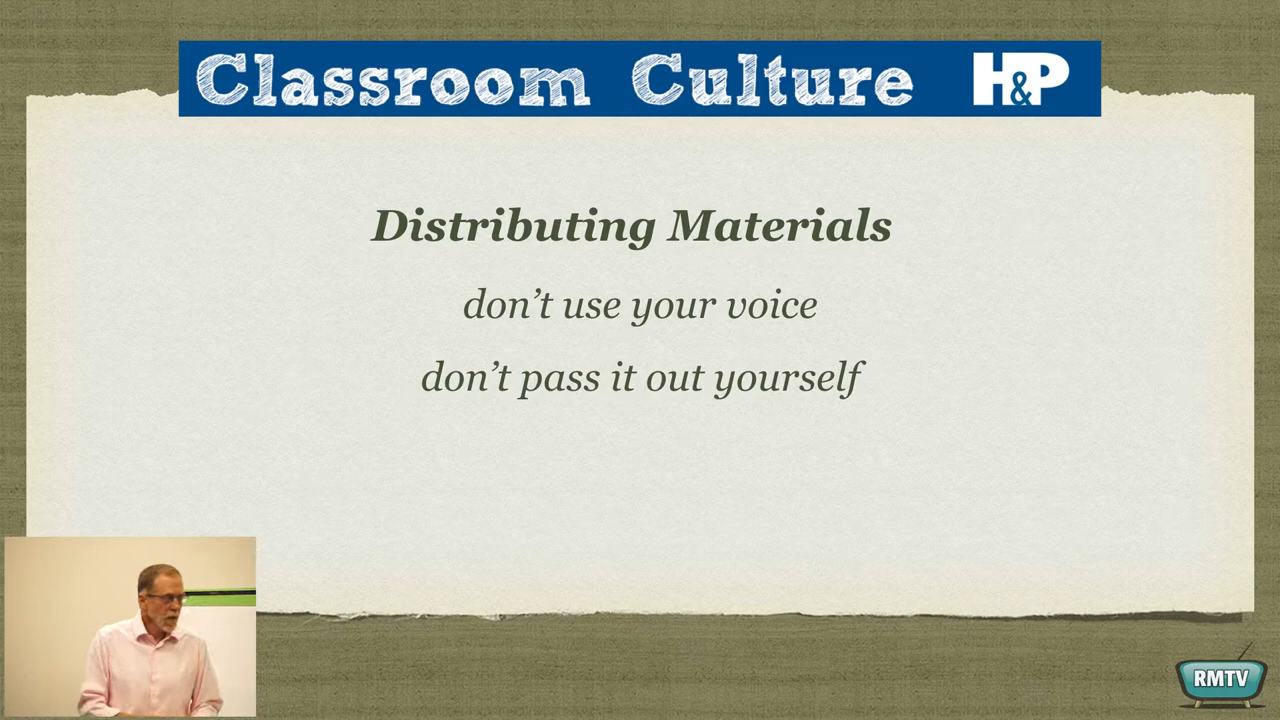 Classroom Culture H&P
Distributing Materials
don’t use your voice
don’t pass it out yourself
RMTV